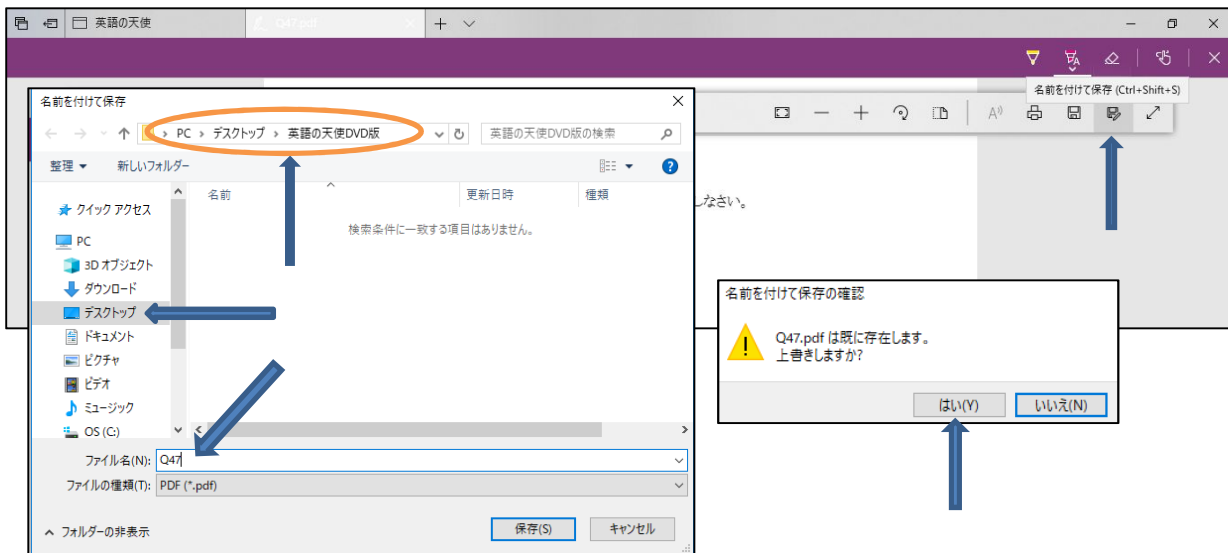 英語の天使
Q47.pdf
名前を付けて保存 (Ctrl+Shift+S)
名前を付けて保存
PC > デスクトップ > 英語の天使DVD版
英語の天使DVD版の検索
整理
新しいフォルダー
名前
更新日時
種類
検索条件に一致する項目はありません。
クイック アクセス
PC
3D オブジェクト
ダウンロード
デスクトップ
ドキュメント
ピクチャ
ビデオ
ミュージック
OS (C:)
ファイル名(N): Q47
ファイルの種類(T): PDF (*.pdf)
フォルダーの非表示
保存(S)
キャンセル
しなさい。
名前を付けて保存の確認
Q47.pdf は既に存在します。
上書きしますか?
はい(Y)
いいえ(N)